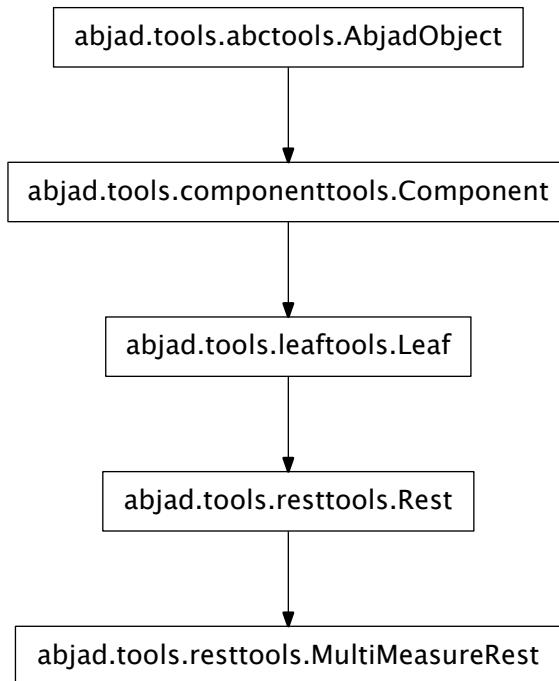 abjad.tools.abctools.AbjadObject
abjad.tools.componenttools.Component
abjad.tools.leaftools.Leaf
abjad.tools.resttools.Rest
abjad.tools.resttools.MultiMeasureRest